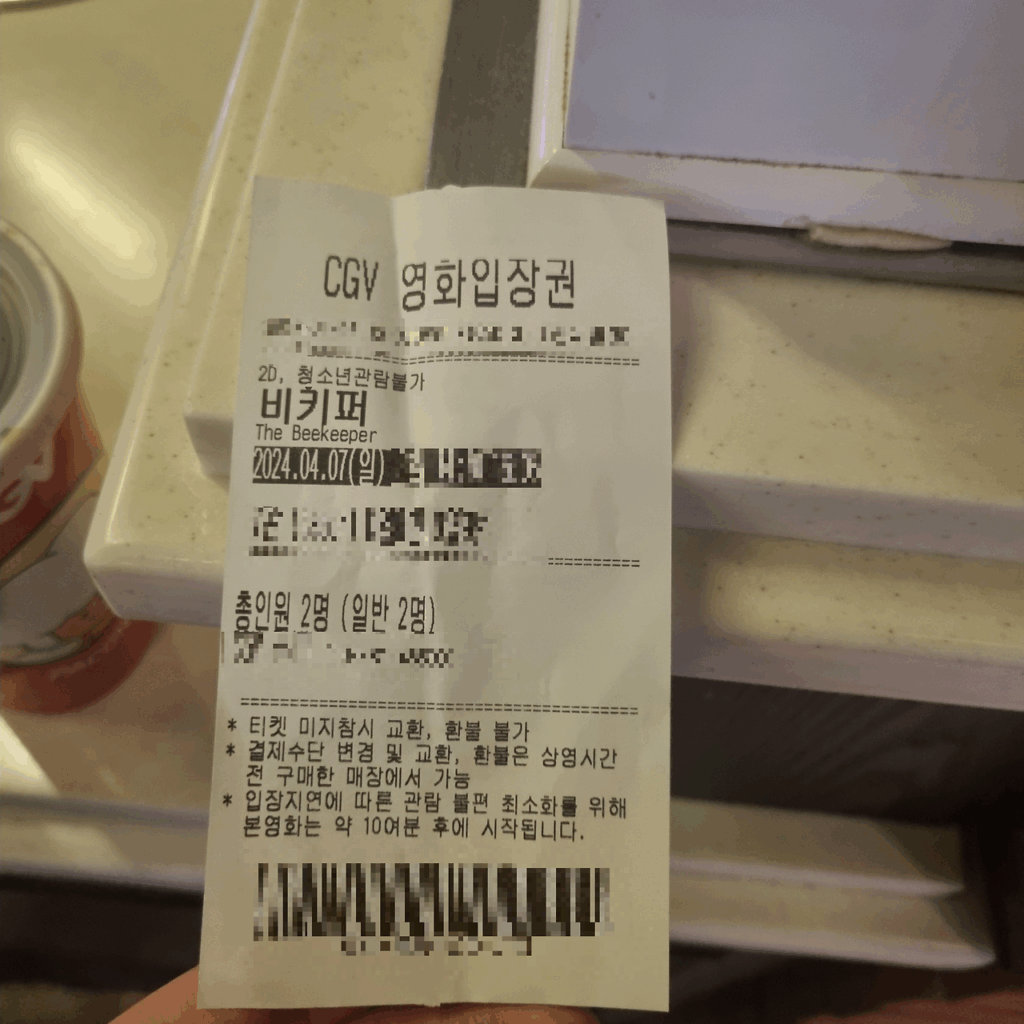 CGV 영화입장권
2D, 청소년관람불가
비키퍼
The Beekeeper
2024.04.07(일)
총인원 2명 (일반 2명)
* 티켓 미지참시 교환, 환불 불가
* 결제수단 변경 및 교환, 환불은 상영시간
전 구매한 매장에서 가능
* 입장지연에 따른 관람 불편 최소화를 위해
본영화는 약 10여분 후에 시작됩니다.